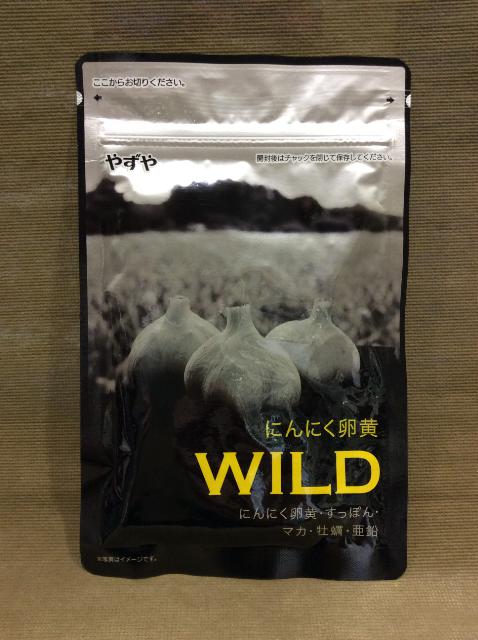 ここからお切りください。
やずや
開封後はチャックを閉じて保存してください。
にんにく卵黄
WILD
にんにく卵黄・すっぽん・
マカ・牡蠣・亜鉛
※写真はイメージです。